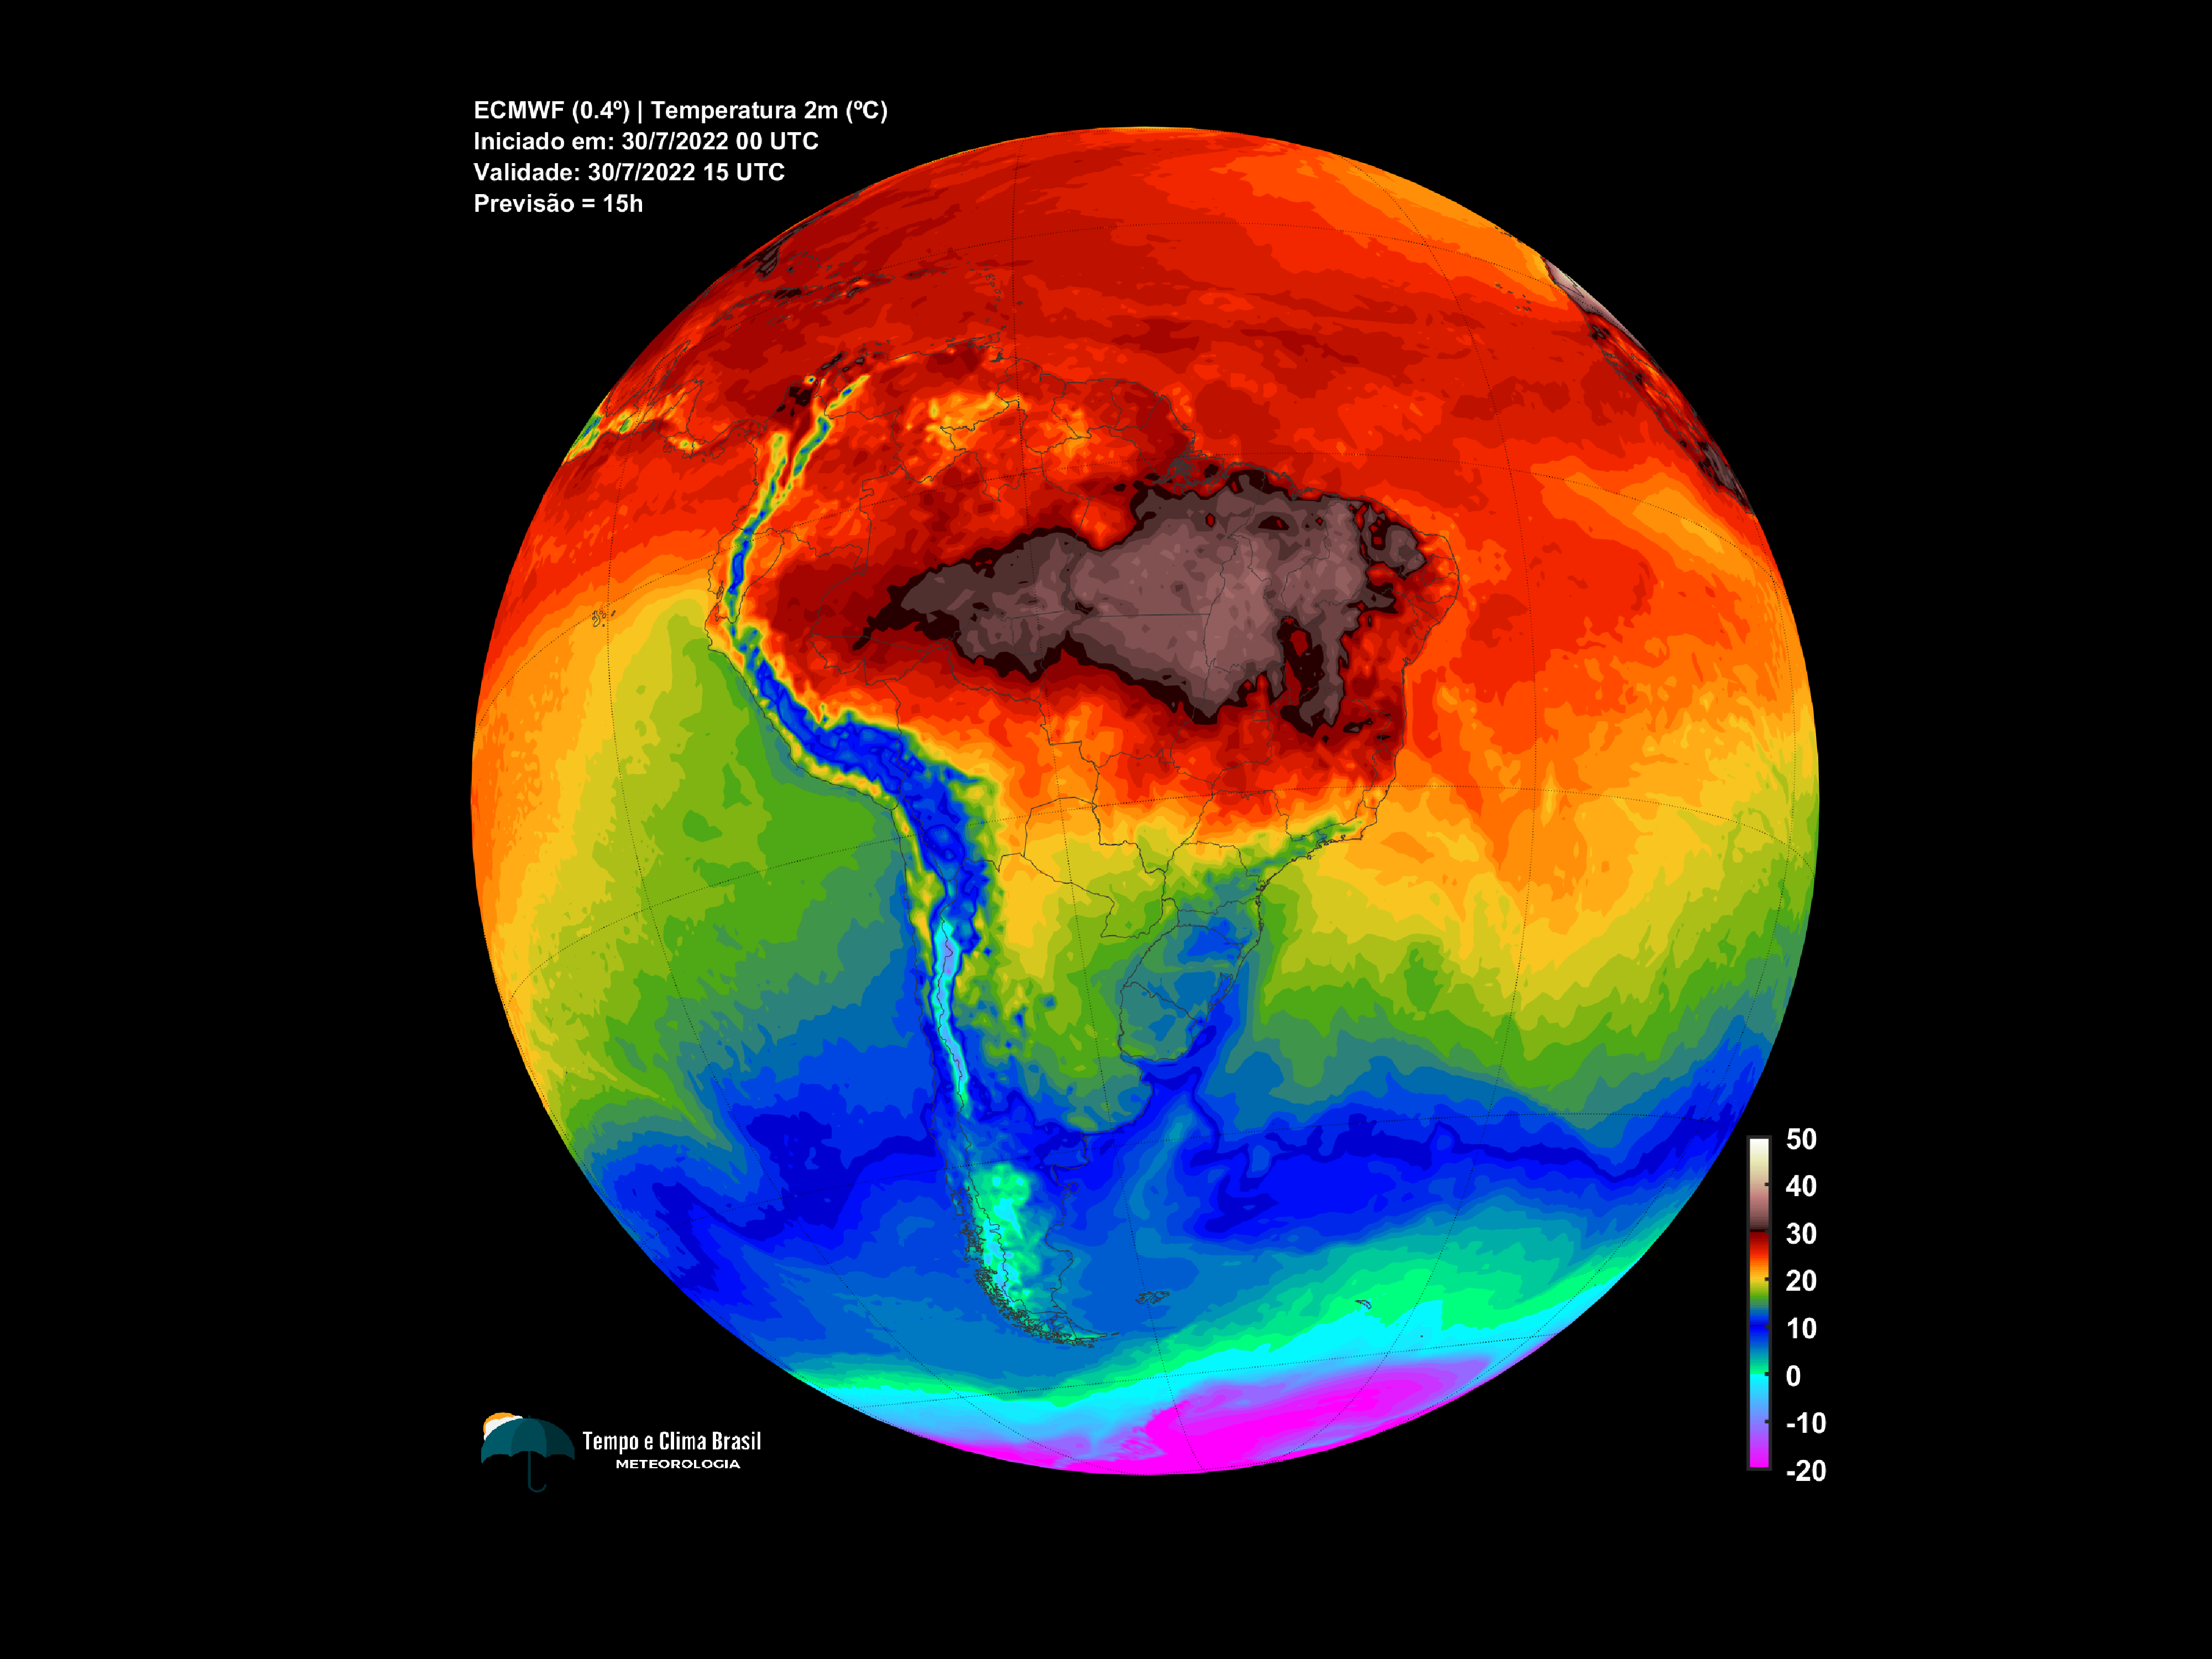 ECMWF (0.4º) | Temperatura 2m (ºC)
Iniciado em: 30/7/2022 00 UTC
Validade: 30/7/2022 15 UTC
Previsão = 15h
50
40
30
20
10
0
-10
-20
Tempo e Clima Brasil
METEOROLOGIA